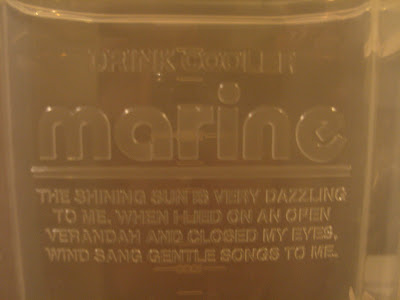 DRINK COOLER
marine
THE SHINING SUN IS VERY DAZZLING
TO ME. WHEN I LIED ON AN OPEN
VERANDAH AND CLOSED MY EYES,
WIND SANG GENTLE SONGS TO ME.